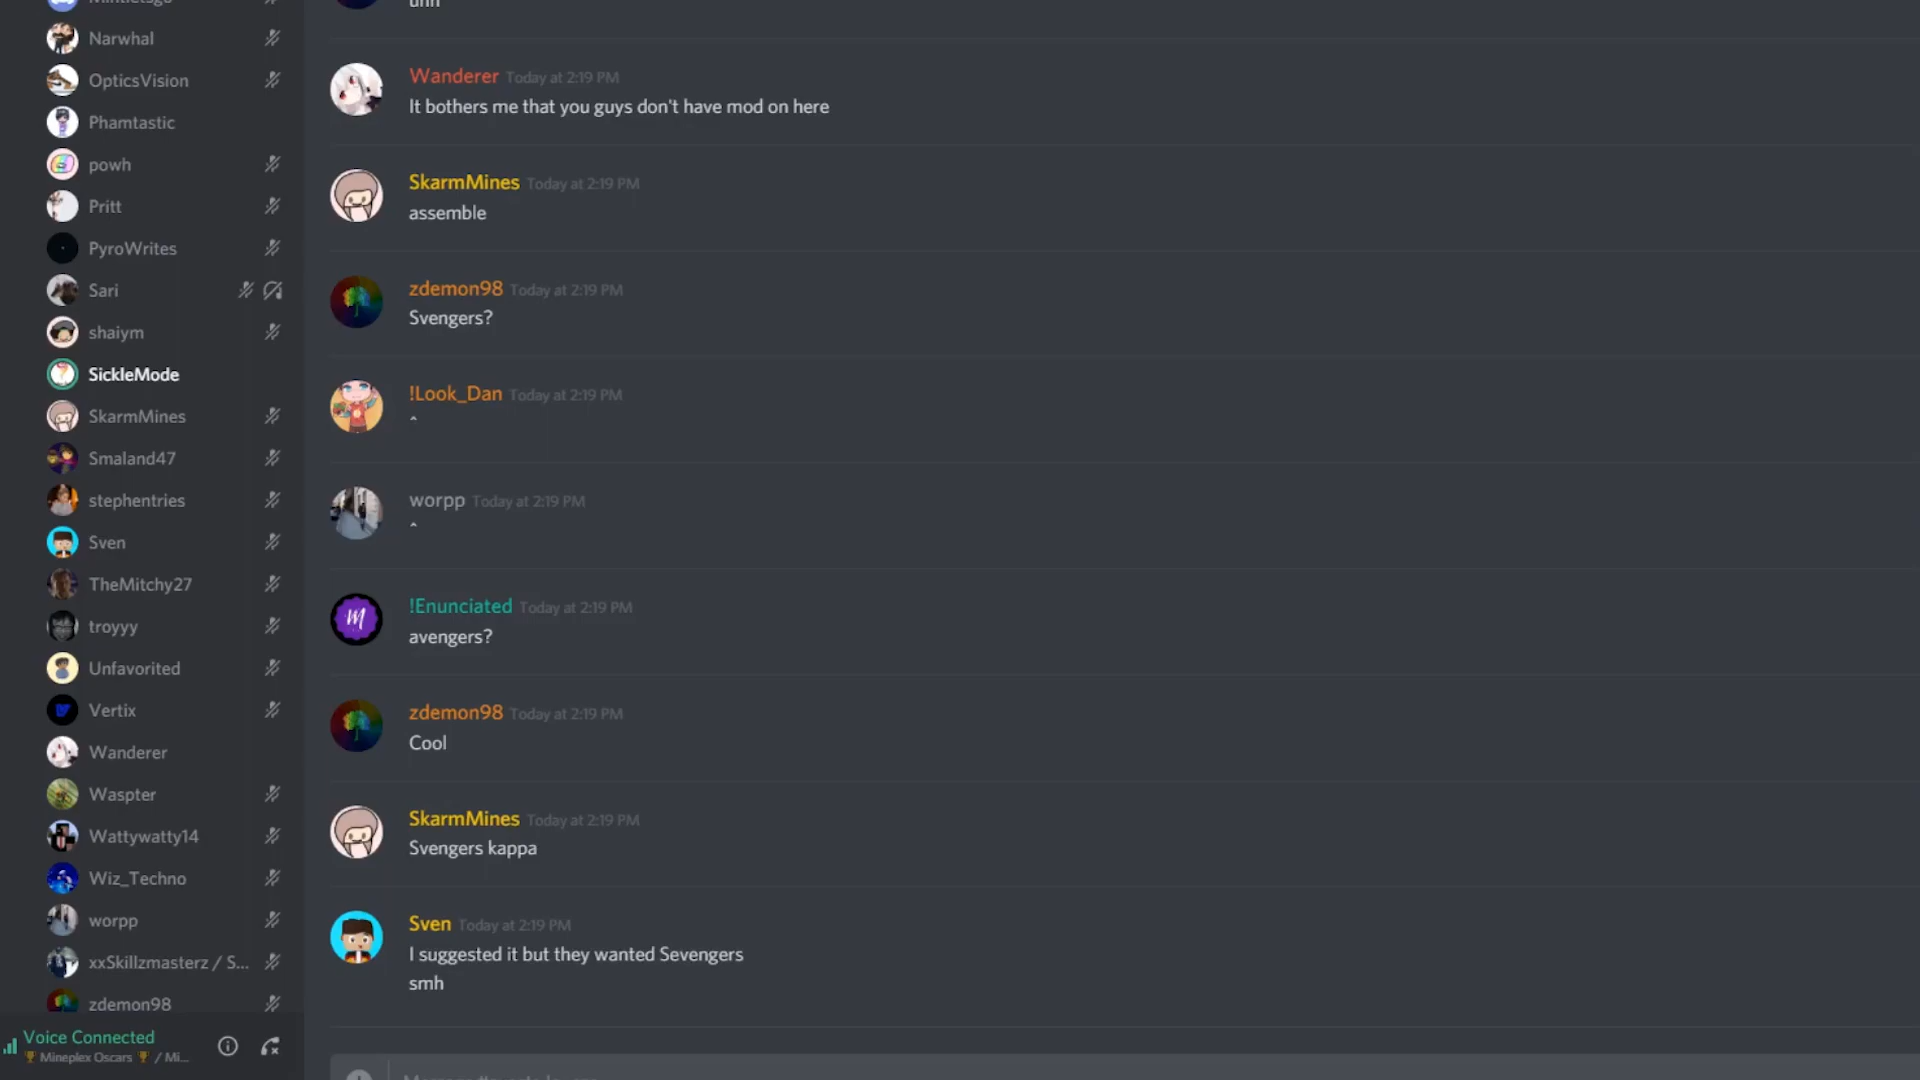 Narwhal
OpticsVision
Phamtastic
powh
Pritt
PyroWrites
Sari
shaiym
SickleMode
SkarmMines
Smaland47
stephentries
Sven
TheMitchy27
troyyy
Unfavorited
Vertix
Wanderer
Waspter
Wattywatty14
Wiz_Techno
worpp
xxSkillzmasterz / S...
zdemon98
Voice Connected
Mineplex Oscars 🏆 / Mi...
uhh
Wanderer Today at 2:19 PM
It bothers me that you guys don't have mod on here
SkarmMines Today at 2:19 PM
assemble
zdemon98 Today at 2:19 PM
Svengers?
!Look_Dan Today at 2:19 PM
^
worpp Today at 2:19 PM
^
!Enunciated Today at 2:19 PM
avengers?
zdemon98 Today at 2:19 PM
Cool
SkarmMines Today at 2:19 PM
Svengers kappa
Sven Today at 2:19 PM
I suggested it but they wanted Sevengers
smh